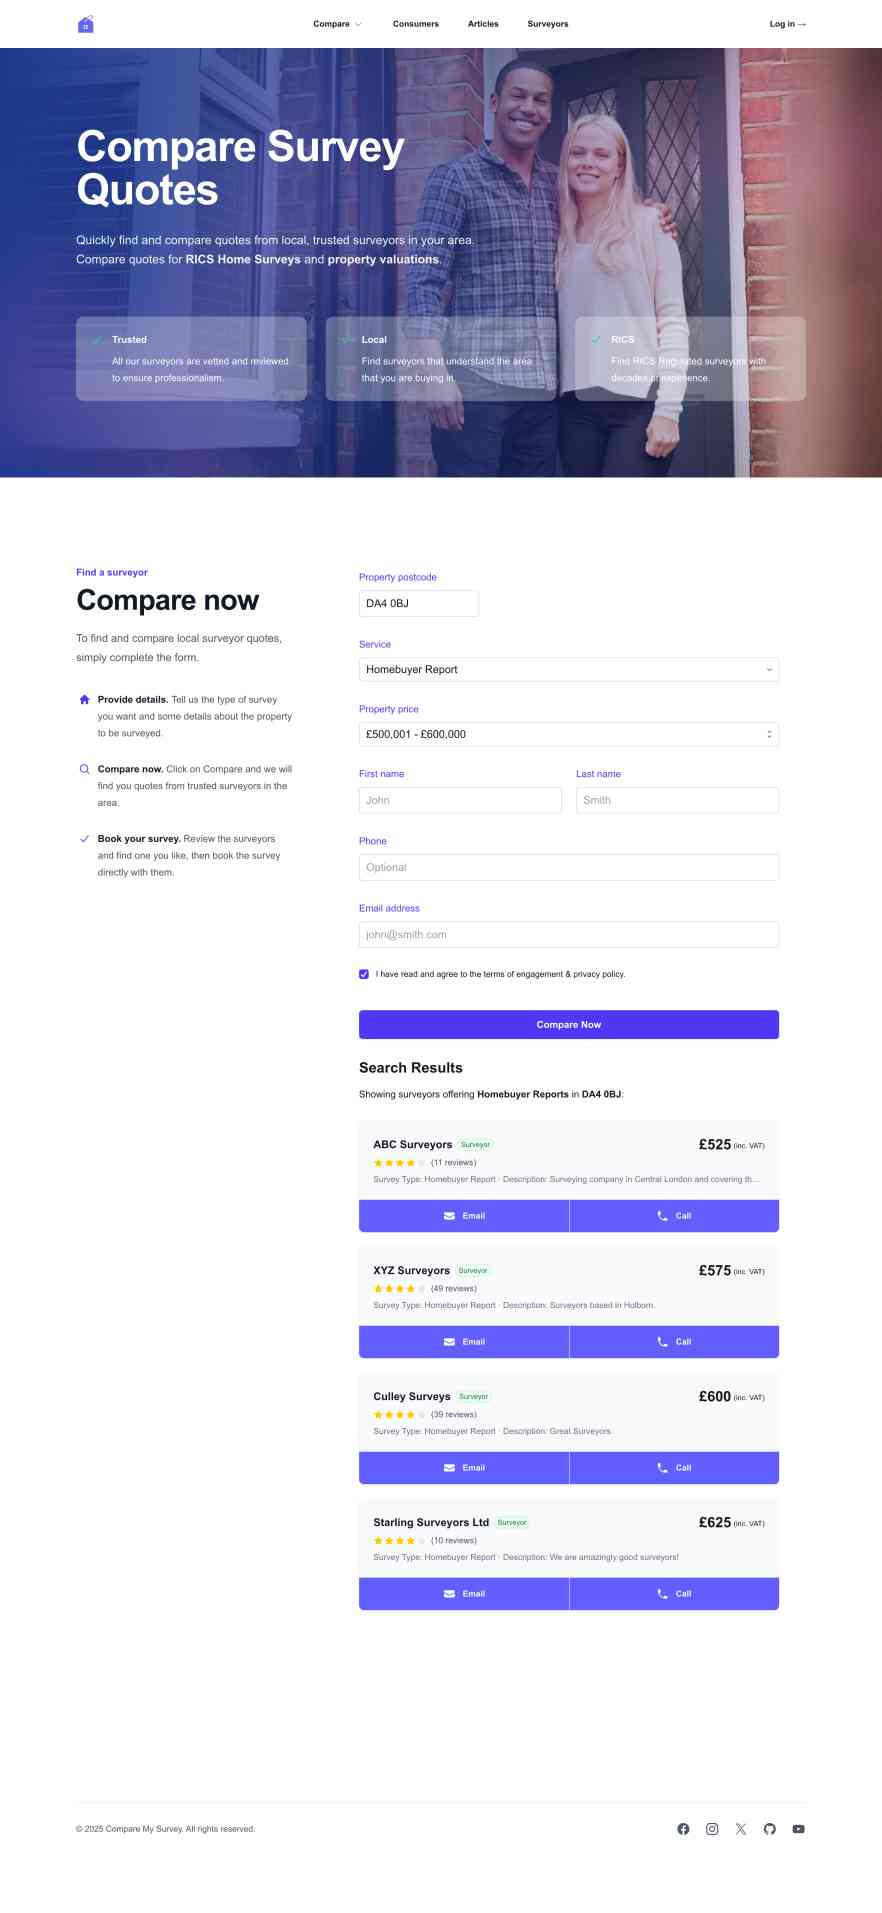 Compare
Consumers
Articles
Surveyors
Log in →
Compare Survey
Quotes
Quickly find and compare quotes from local, trusted surveyors in your area.
Compare quotes for RICS Home Surveys and property valuations.
Trusted
All our surveyors are vetted and reviewed
to ensure professionalism.
Local
Find surveyors that understand the area
that you are buying in.
RICS
Find RICS Regulated surveyors with
decades of experience.
Find a surveyor
Compare now
To find and compare local surveyor quotes,
simply complete the form.
Provide details. Tell us the type of survey
you want and some details about the property
to be surveyed.
Compare now. Click on Compare and we will
find you quotes from trusted surveyors in the
area.
Book your survey. Review the surveyors
and find one you like, then book the survey
directly with them.
Property postcode
DA4 0BJ
Service
Homebuyer Report
Property price
£500,001 - £600,000
First name
Last name
John
Smith
Phone
Optional
Email address
john@smith.com
I have read and agree to the terms of engagement & privacy policy.
Compare Now
Search Results
Showing surveyors offering Homebuyer Reports in DA4 0BJ:
ABC Surveyors Surveyor £525 (inc. VAT)
(11 reviews)
Survey Type: Homebuyer Report · Description: Surveying company in Central London and covering th...
Email
Call
XYZ Surveyors Surveyor £575 (inc. VAT)
(49 reviews)
Survey Type: Homebuyer Report · Description: Surveyors based in Holborn.
Email
Call
Culley Surveys Surveyor £600 (inc. VAT)
(39 reviews)
Survey Type: Homebuyer Report · Description: Great Surveyors.
Email
Call
Starling Surveyors Ltd Surveyor £625 (inc. VAT)
(10 reviews)
Survey Type: Homebuyer Report · Description: We are amazingly good surveyors!
Email
Call
© 2025 Compare My Survey. All rights reserved.